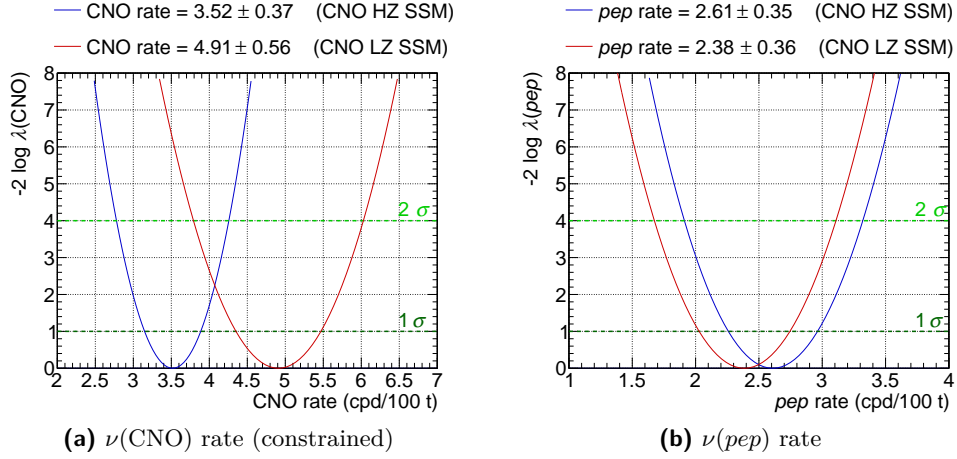 CNO rate = 3.52 ± 0.37 (CNO HZ SSM)
CNO rate = 4.91 ± 0.56 (CNO LZ SSM)
-2 log λ(CNO)
8
7
6
5
4
3
2
1
0
2 σ
1 σ
2 2.5 3 3.5 4 4.5 5 5.5 6 6.5 7
CNO rate (cpd/100 t)
(a) ν(CNO) rate (constrained)
pep rate = 2.61 ± 0.35 (CNO HZ SSM)
pep rate = 2.38 ± 0.36 (CNO LZ SSM)
-2 log λ(pep)
8
7
6
5
4
3
2
1
0
2 σ
1 σ
1 1.5 2 2.5 3 3.5 4
pep rate (cpd/100 t)
(b) ν(pep) rate